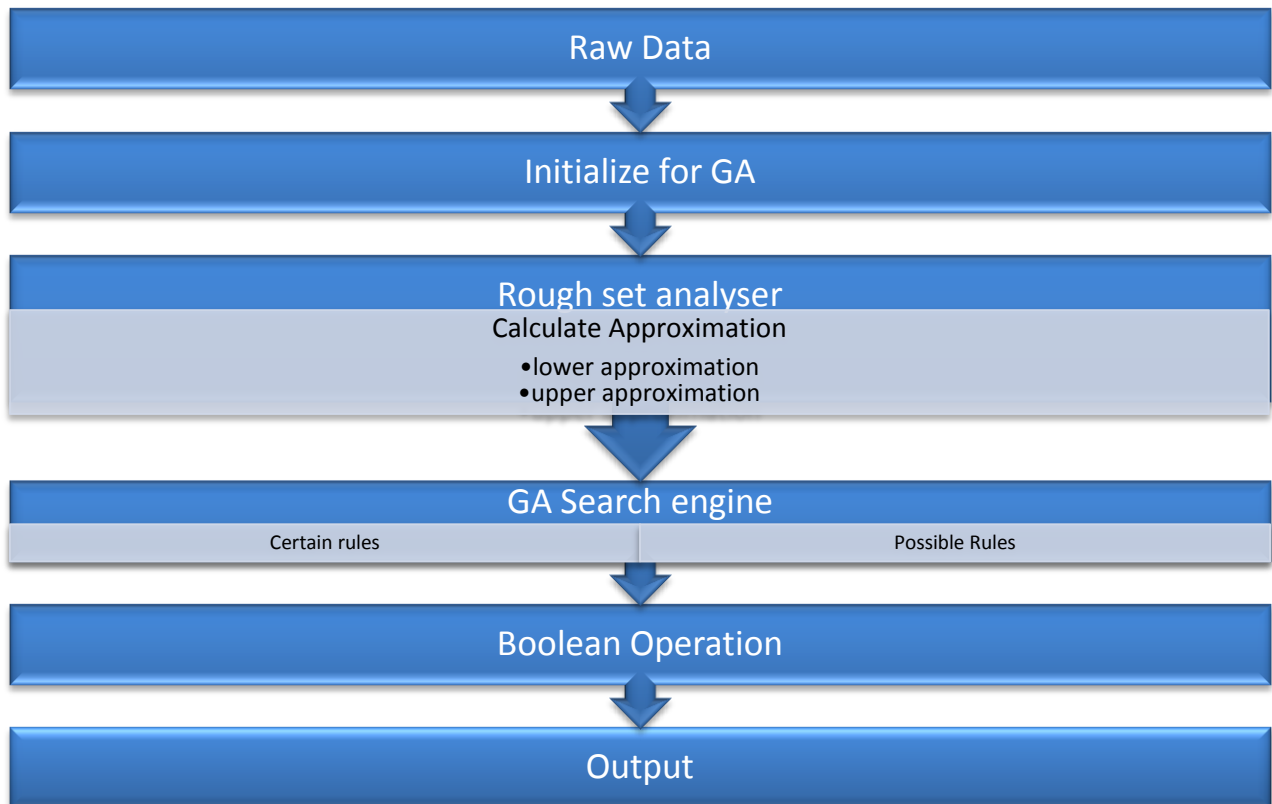 Raw Data
Initialize for GA
Rough set analyser
Calculate Approximation
•lower approximation
•upper approximation
GA Search engine
Certain rules
Possible Rules
Boolean Operation
Output